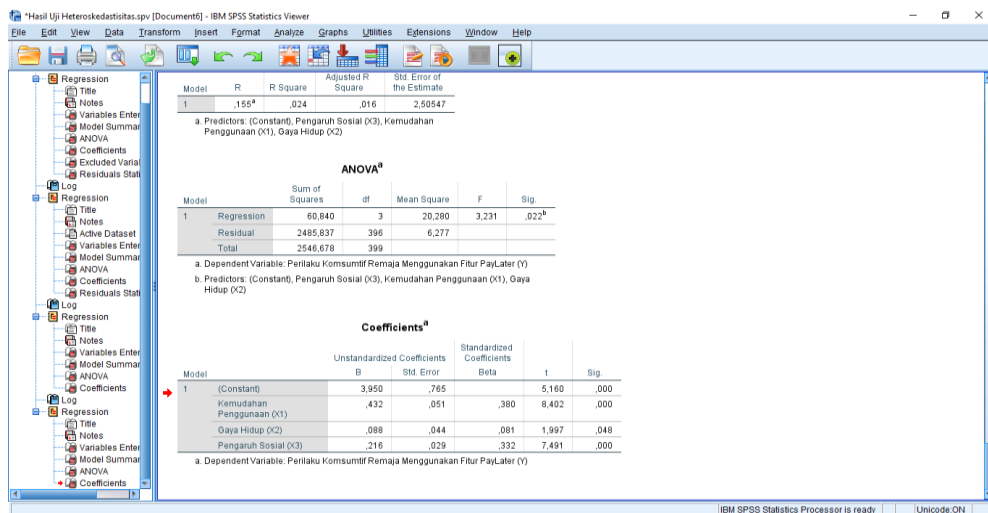 *Hasil Uji Heteroskedastisitas.spv [Document6] - IBM SPSS Statistics Viewer
File Edit View Data Transform Insert Format Analyze Graphs Utilities Extensions Window Help
Regression
Title
Notes
Variables Enter
Model Summar
ANOVA
Coefficients
Excluded Varial
Residuals Stati
Log
Regression
Title
Notes
Active Dataset
Variables Enter
Model Summar
ANOVA
Coefficients
Residuals Stati
Log
Regression
Title
Notes
Variables Enter
Model Summar
ANOVA
Coefficients
Log
Regression
Title
Notes
Variables Enter
Model Summar
ANOVA
Coefficients
Model R R Square Adjusted R Square Std. Error of the Estimate
1 ,155a ,024 ,016 2,50547
a. Predictors: (Constant), Pengaruh Sosial (X3), Kemudahan
Penggunaan (X1), Gaya Hidup (X2)
ANOVAa
Model Sum of Squares df Mean Square F Sig.
1 Regression 60,840 3 20,280 3,231 ,022b
Residual 2485,837 396 6,277
Total 2546,678 399
a. Dependent Variable: Perilaku Komsumtif Remaja Menggunakan Fitur PayLater (Y)
b. Predictors: (Constant), Pengaruh Sosial (X3), Kemudahan Penggunaan (X1), Gaya
Hidup (X2)
Coefficientsa
Unstandardized Coefficients Standardized Coefficients
Model B Std. Error Beta t Sig.
1 (Constant) 3,950 ,765 5,160 ,000
Kemudahan Penggunaan (X1) ,432 ,051 ,380 8,402 ,000
Gaya Hidup (X2) ,088 ,044 ,081 1,997 ,048
Pengaruh Sosial (X3) ,216 ,029 ,332 7,491 ,000
a. Dependent Variable: Perilaku Komsumtif Remaja Menggunakan Fitur PayLater (Y)
IBM SPSS Statistics Processor is ready Unicode:ON